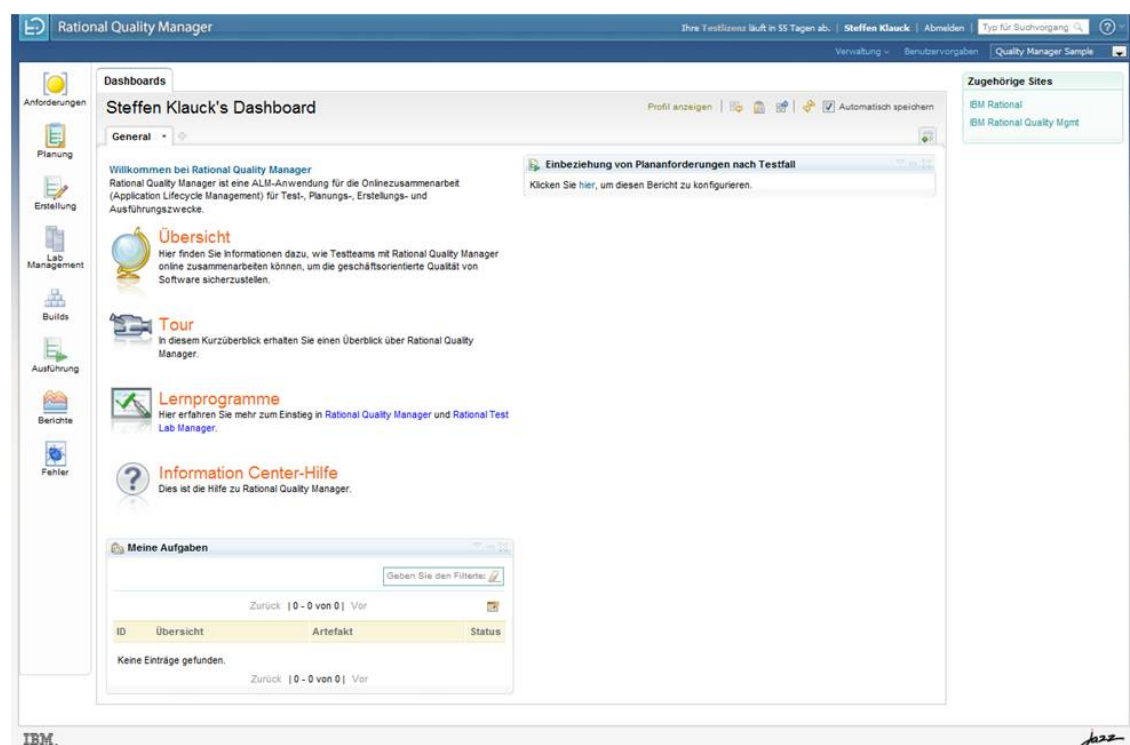 Rational Quality Manager
Ihre Testlizenz läuft in 55 Tagen ab. | Steffen Klauck | Abmelden | Typ für Suchvorgang
Verwaltung Benutzervorgaben Quality Manager Sample
Anforderungen
Planung
Erstellung
Lab
Management
Builds
Ausführung
Berichte
Fehler
Dashboards
Steffen Klauck's Dashboard
Profil anzeigen | Automatisch speichern
General
Willkommen bei Rational Quality Manager
Rational Quality Manager ist eine ALM-Anwendung für die Onlinezusammenarbeit
(Application Lifecycle Management) für Test-, Planungs-, Erstellungs- und
Ausführungszwecke.
Übersicht
Hier finden Sie Informationen dazu, wie Testteams mit Rational Quality Manager
online zusammenarbeiten können, um die geschäftsorientierte Qualität von
Software sicherzustellen.
Tour
In diesem Kurzüberblick erhalten Sie einen Überblick über Rational Quality
Manager.
Lernprogramme
Hier erfahren Sie mehr zum Einstieg in Rational Quality Manager und Rational Test
Lab Manager.
Information Center-Hilfe
Dies ist die Hilfe zu Rational Quality Manager.
Meine Aufgaben
Geben Sie den Filterte
Zurück | 0 - 0 von 0 | Vor
ID Übersicht Artefakt Status
Keine Einträge gefunden.
Zurück | 0 - 0 von 0 | Vor
Einbeziehung von Plananforderungen nach Testfall
Klicken Sie hier, um diesen Bericht zu konfigurieren.
Zugehörige Sites
IBM Rational
IBM Rational Quality Mgmt
IBM.
jazz